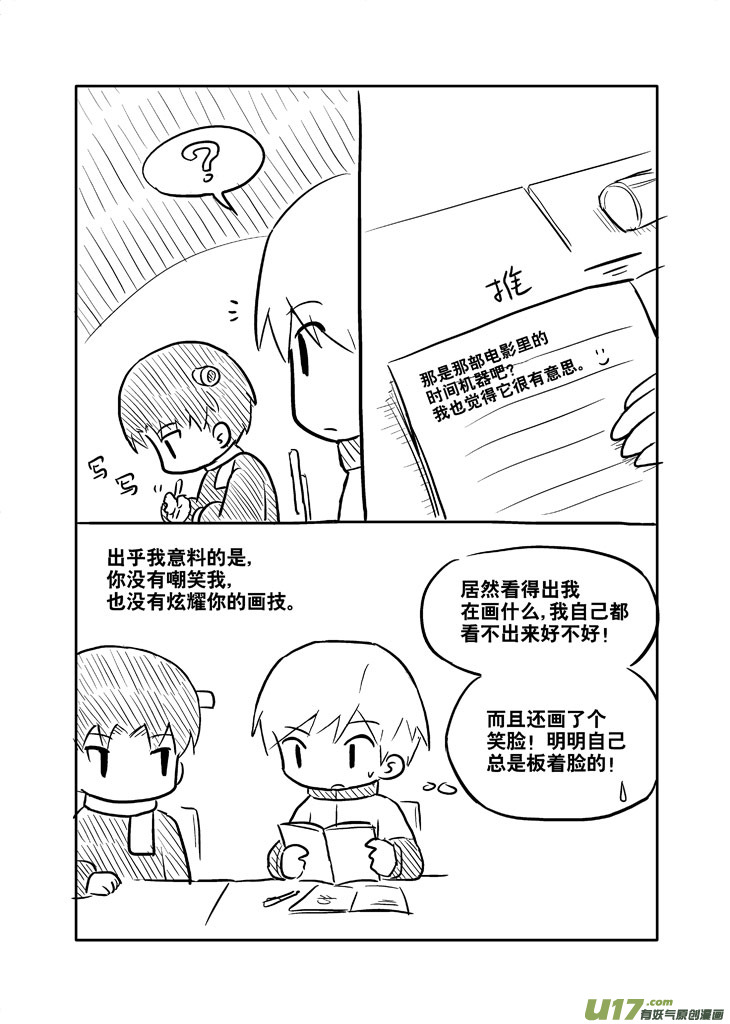 ?
写
写
推
那是那部电影里的
时间机器吧?
我也觉得它很有意思。
出乎我意料的是,
你没有嘲笑我,
也没有炫耀你的画技。
居然看得出我
在画什么,我自己都
看不出来好不好!
而且还画了个
笑脸!明明自己
总是板着脸的!
U17.com
有妖气原创漫画